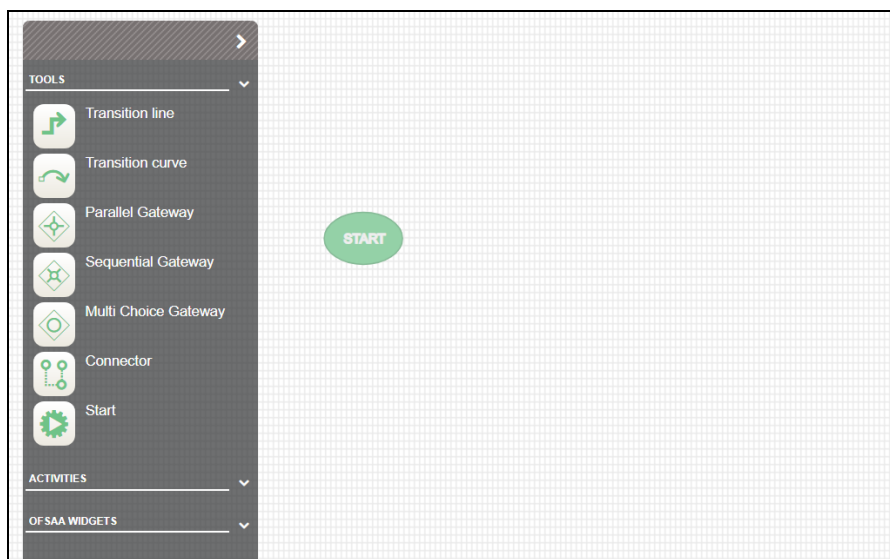 TOOLS
Transition line
Transition curve
Parallel Gateway
Sequential Gateway
Multi Choice Gateway
Connector
Start
ACTIVITIES
OFSAA WIDGETS
START